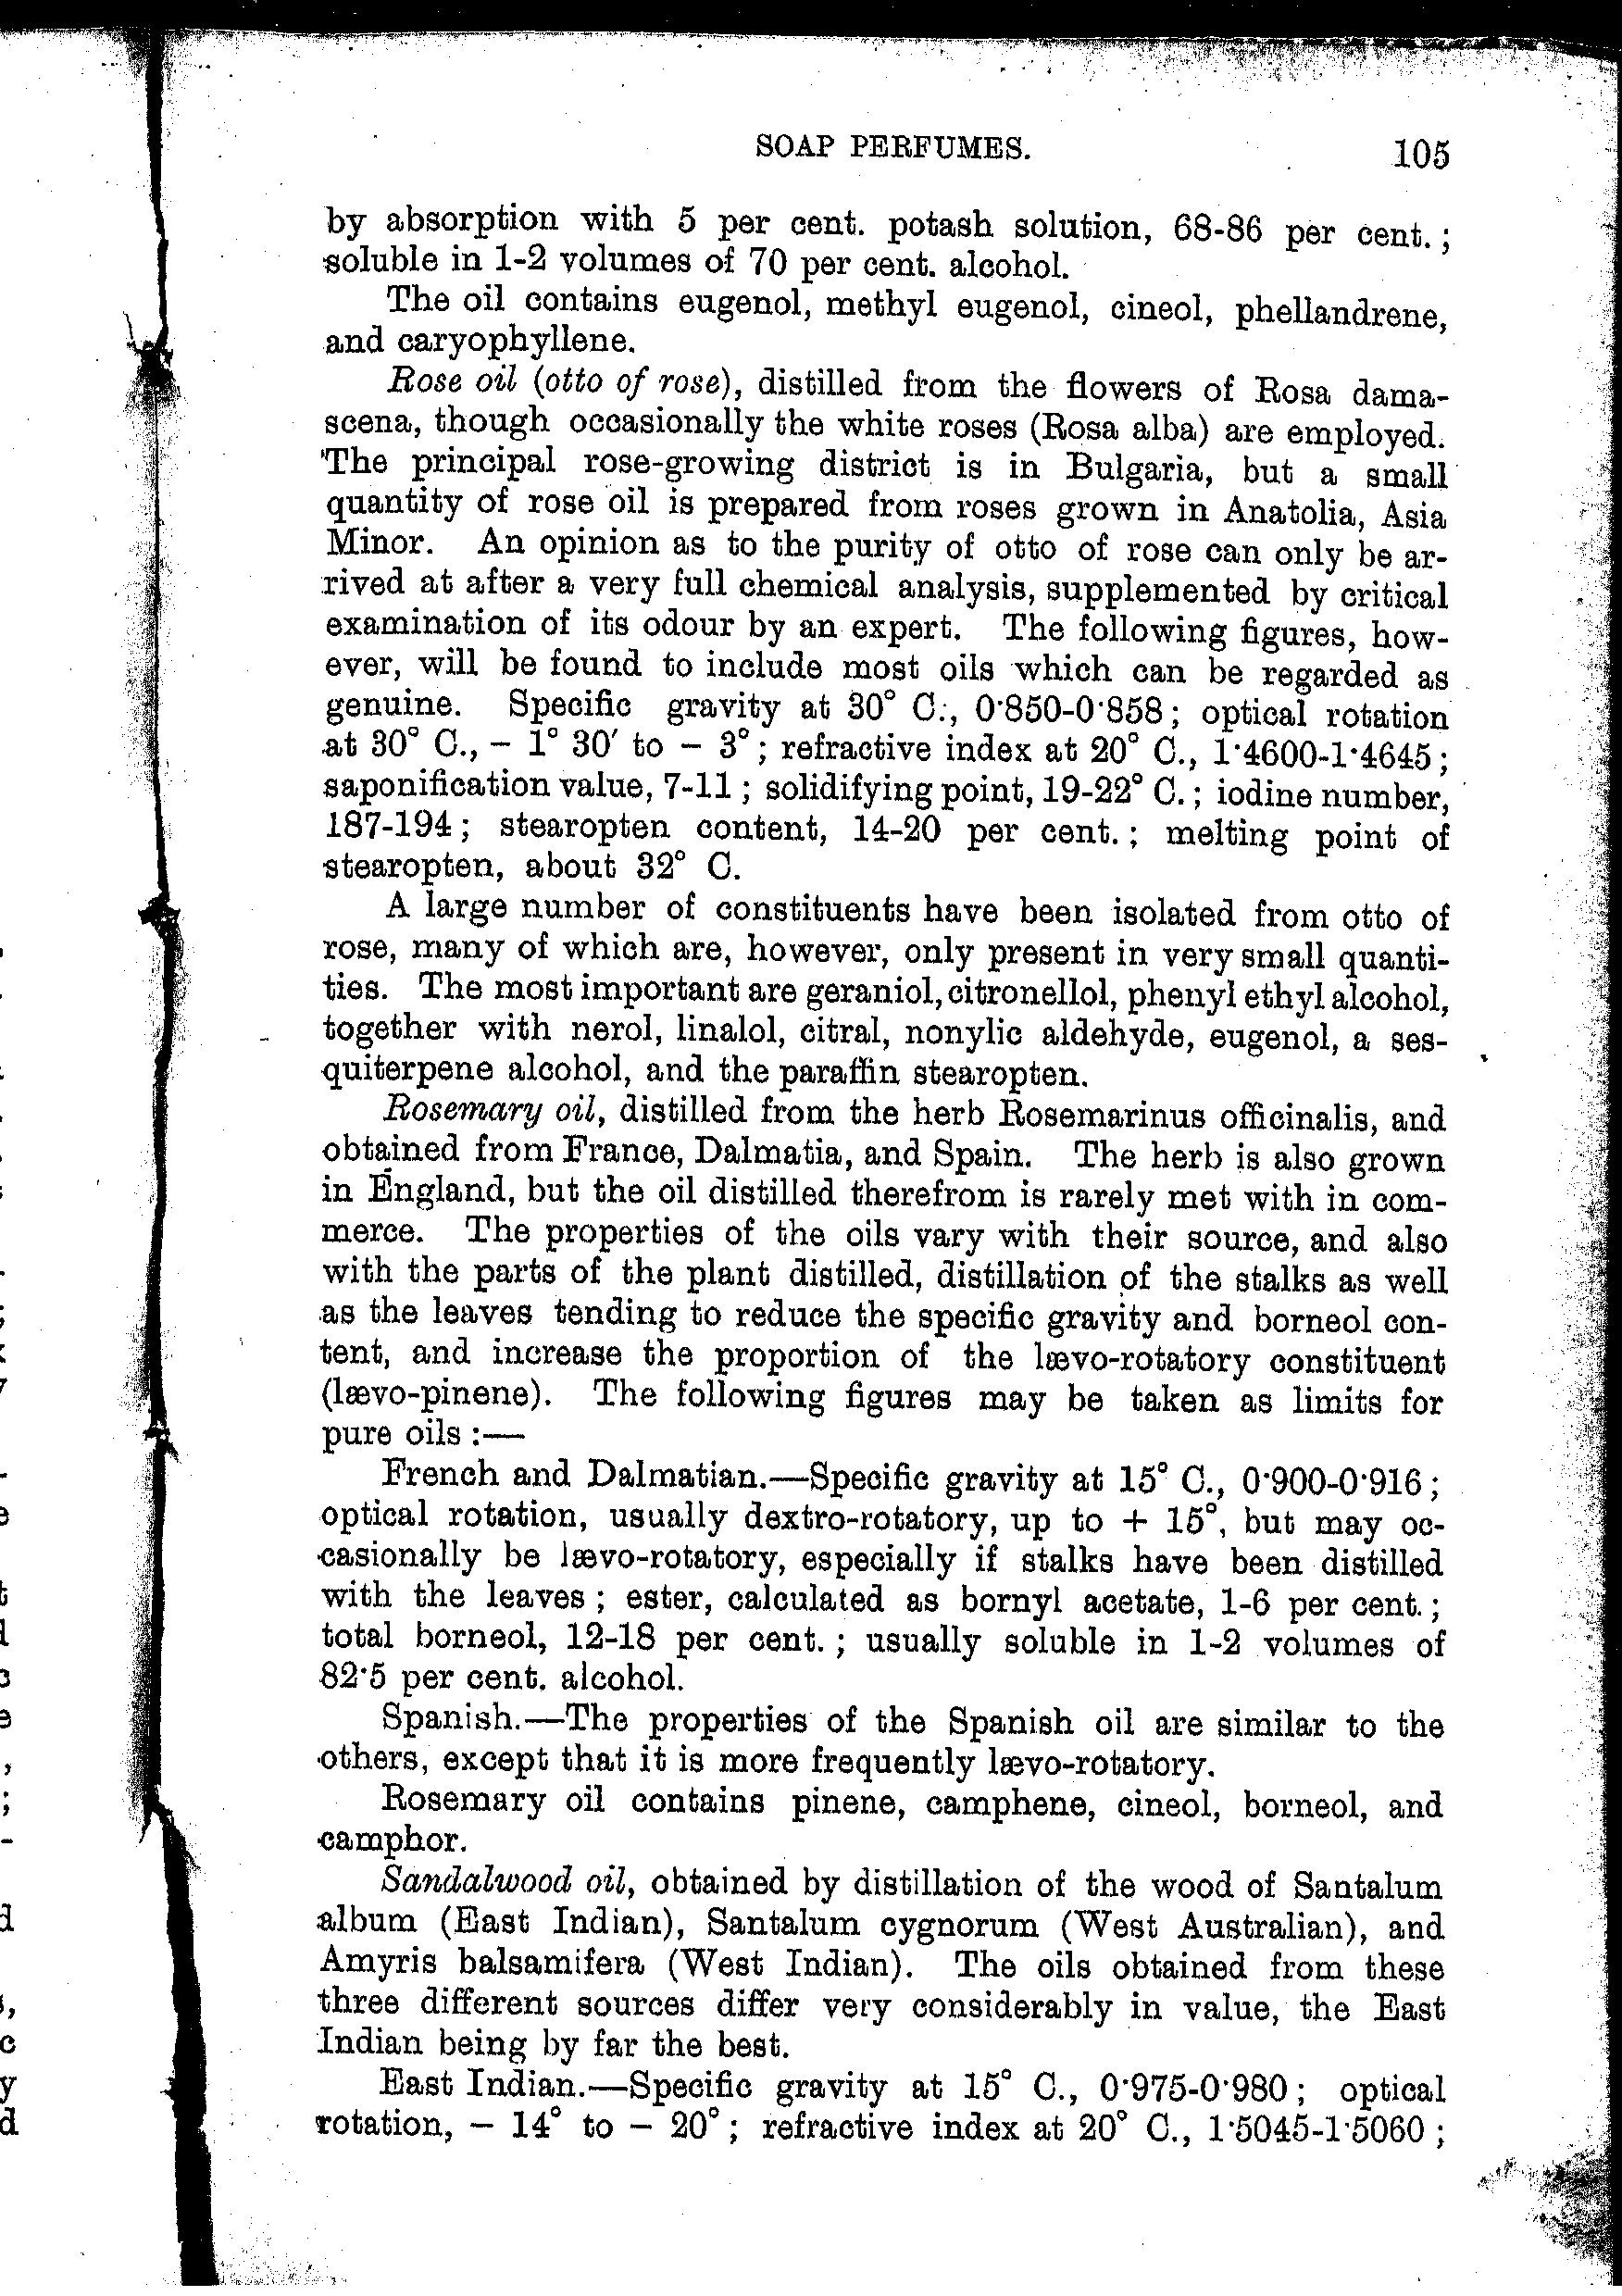 SOAP PERFUMES. 105
by absorption with 5 per cent. potash solution, 68-86 per cent.;
soluble in 1-2 volumes of 70 per cent. alcohol.
The oil contains eugenol, methyl eugenol, cineol, phellandrene,
and caryophyllene.
Rose oil (otto of rose), distilled from the flowers of Rosa dama-
scena, though occasionally the white roses (Rosa alba) are employed.
The principal rose-growing district is in Bulgaria, but a small
quantity of rose oil is prepared from roses grown in Anatolia, Asia
Minor. An opinion as to the purity of otto of rose can only be ar-
rived at after a very full chemical analysis, supplemented by critical
examination of its odour by an expert. The following figures, how-
ever, will be found to include most oils which can be regarded as
genuine. Specific gravity at 30° C., 0·850-0·858; optical rotation
at 30° C., - 1° 30′ to - 3°; refractive index at 20° C., 1·4600-1·4645;
saponification value, 7-11; solidifying point, 19-22° C.; iodine number,
187-194; stearopten content, 14-20 per cent.; melting point of
stearopten, about 32° C.
A large number of constituents have been isolated from otto of
rose, many of which are, however, only present in very small quanti-
ties. The most important are geraniol, citronellol, phenyl ethyl alcohol,
together with nerol, linalol, citral, nonylic aldehyde, eugenol, a ses-
quiterpene alcohol, and the paraffin stearopten.
Rosemary oil, distilled from the herb Rosemarinus officinalis, and
obtained from France, Dalmatia, and Spain. The herb is also grown
in England, but the oil distilled therefrom is rarely met with in com-
merce. The properties of the oils vary with their source, and also
with the parts of the plant distilled, distillation of the stalks as well
as the leaves tending to reduce the specific gravity and borneol con-
tent, and increase the proportion of the lævo-rotatory constituent
(lævo-pinene). The following figures may be taken as limits for
pure oils :—
French and Dalmatian.—Specific gravity at 15° C., 0·900-0·916;
optical rotation, usually dextro-rotatory, up to + 15°, but may oc-
casionally be lævo-rotatory, especially if stalks have been distilled
with the leaves; ester, calculated as bornyl acetate, 1-6 per cent.;
total borneol, 12-18 per cent.; usually soluble in 1-2 volumes of
82·5 per cent. alcohol.
Spanish.—The properties of the Spanish oil are similar to the
others, except that it is more frequently lævo-rotatory.
Rosemary oil contains pinene, camphene, cineol, borneol, and
camphor.
Sandalwood oil, obtained by distillation of the wood of Santalum
album (East Indian), Santalum cygnorum (West Australian), and
Amyris balsamifera (West Indian). The oils obtained from these
three different sources differ very considerably in value, the East
Indian being by far the best.
East Indian.—Specific gravity at 15° C., 0·975-0·980; optical
rotation, - 14° to - 20°; refractive index at 20° C., 1·5045-1·5060;